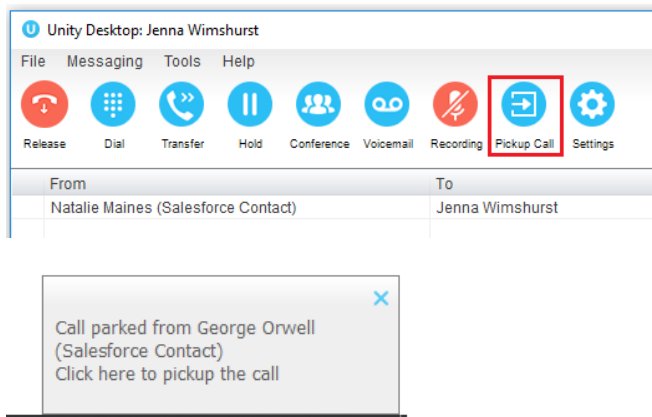 U Unity Desktop: Jenna Wimshurst
File Messaging Tools Help
Release Dial Transfer Hold Conference Voicemail Recording Pickup Call Settings
From To
Natalie Maines (Salesforce Contact) Jenna Wimshurst
Call parked from George Orwell
(Salesforce Contact)
Click here to pickup the call